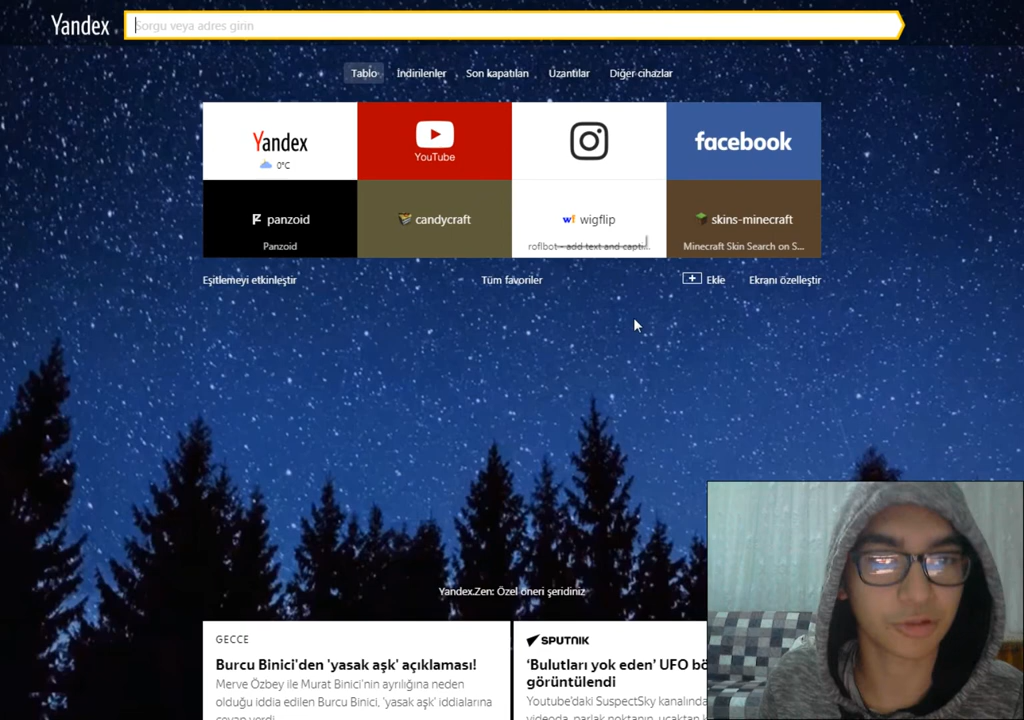 Yandex
Sorgu veya adres girin
Tablo
İndirilenler
Son kapatılan
Uzantılar
Diğer cihazlar
Yandex
0°C
YouTube
facebook
panzoid
Panzoid
candycraft
w! wigflip
roflbot - add text and capti...
skins-minecraft
Minecraft Skin Search on S...
Eşitlemeyi etkinleştir
Tüm favoriler
Ekle
Ekranı özelleştir
Yandex.Zen: Özel öneri şeridiniz
GECCE
Burcu Binici'den 'yasak aşk' açıklaması!
Merve Özbey ile Murat Binici'nin ayrılığına neden
olduğu iddia edilen Burcu Binici, 'yasak aşk' iddialarına
cevap verdi
SPUTNIK
‘Bulutları yok eden’ UFO bö
görüntülendi
Youtube'daki SuspectSky kanalında
videoda, parlak noktanın, uçaktan k